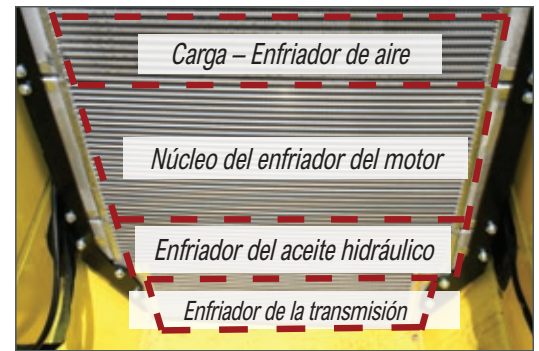 Carga – Enfriador de aire
Núcleo del enfriador del motor
Enfriador del aceite hidráulico
Enfriador de la transmisión